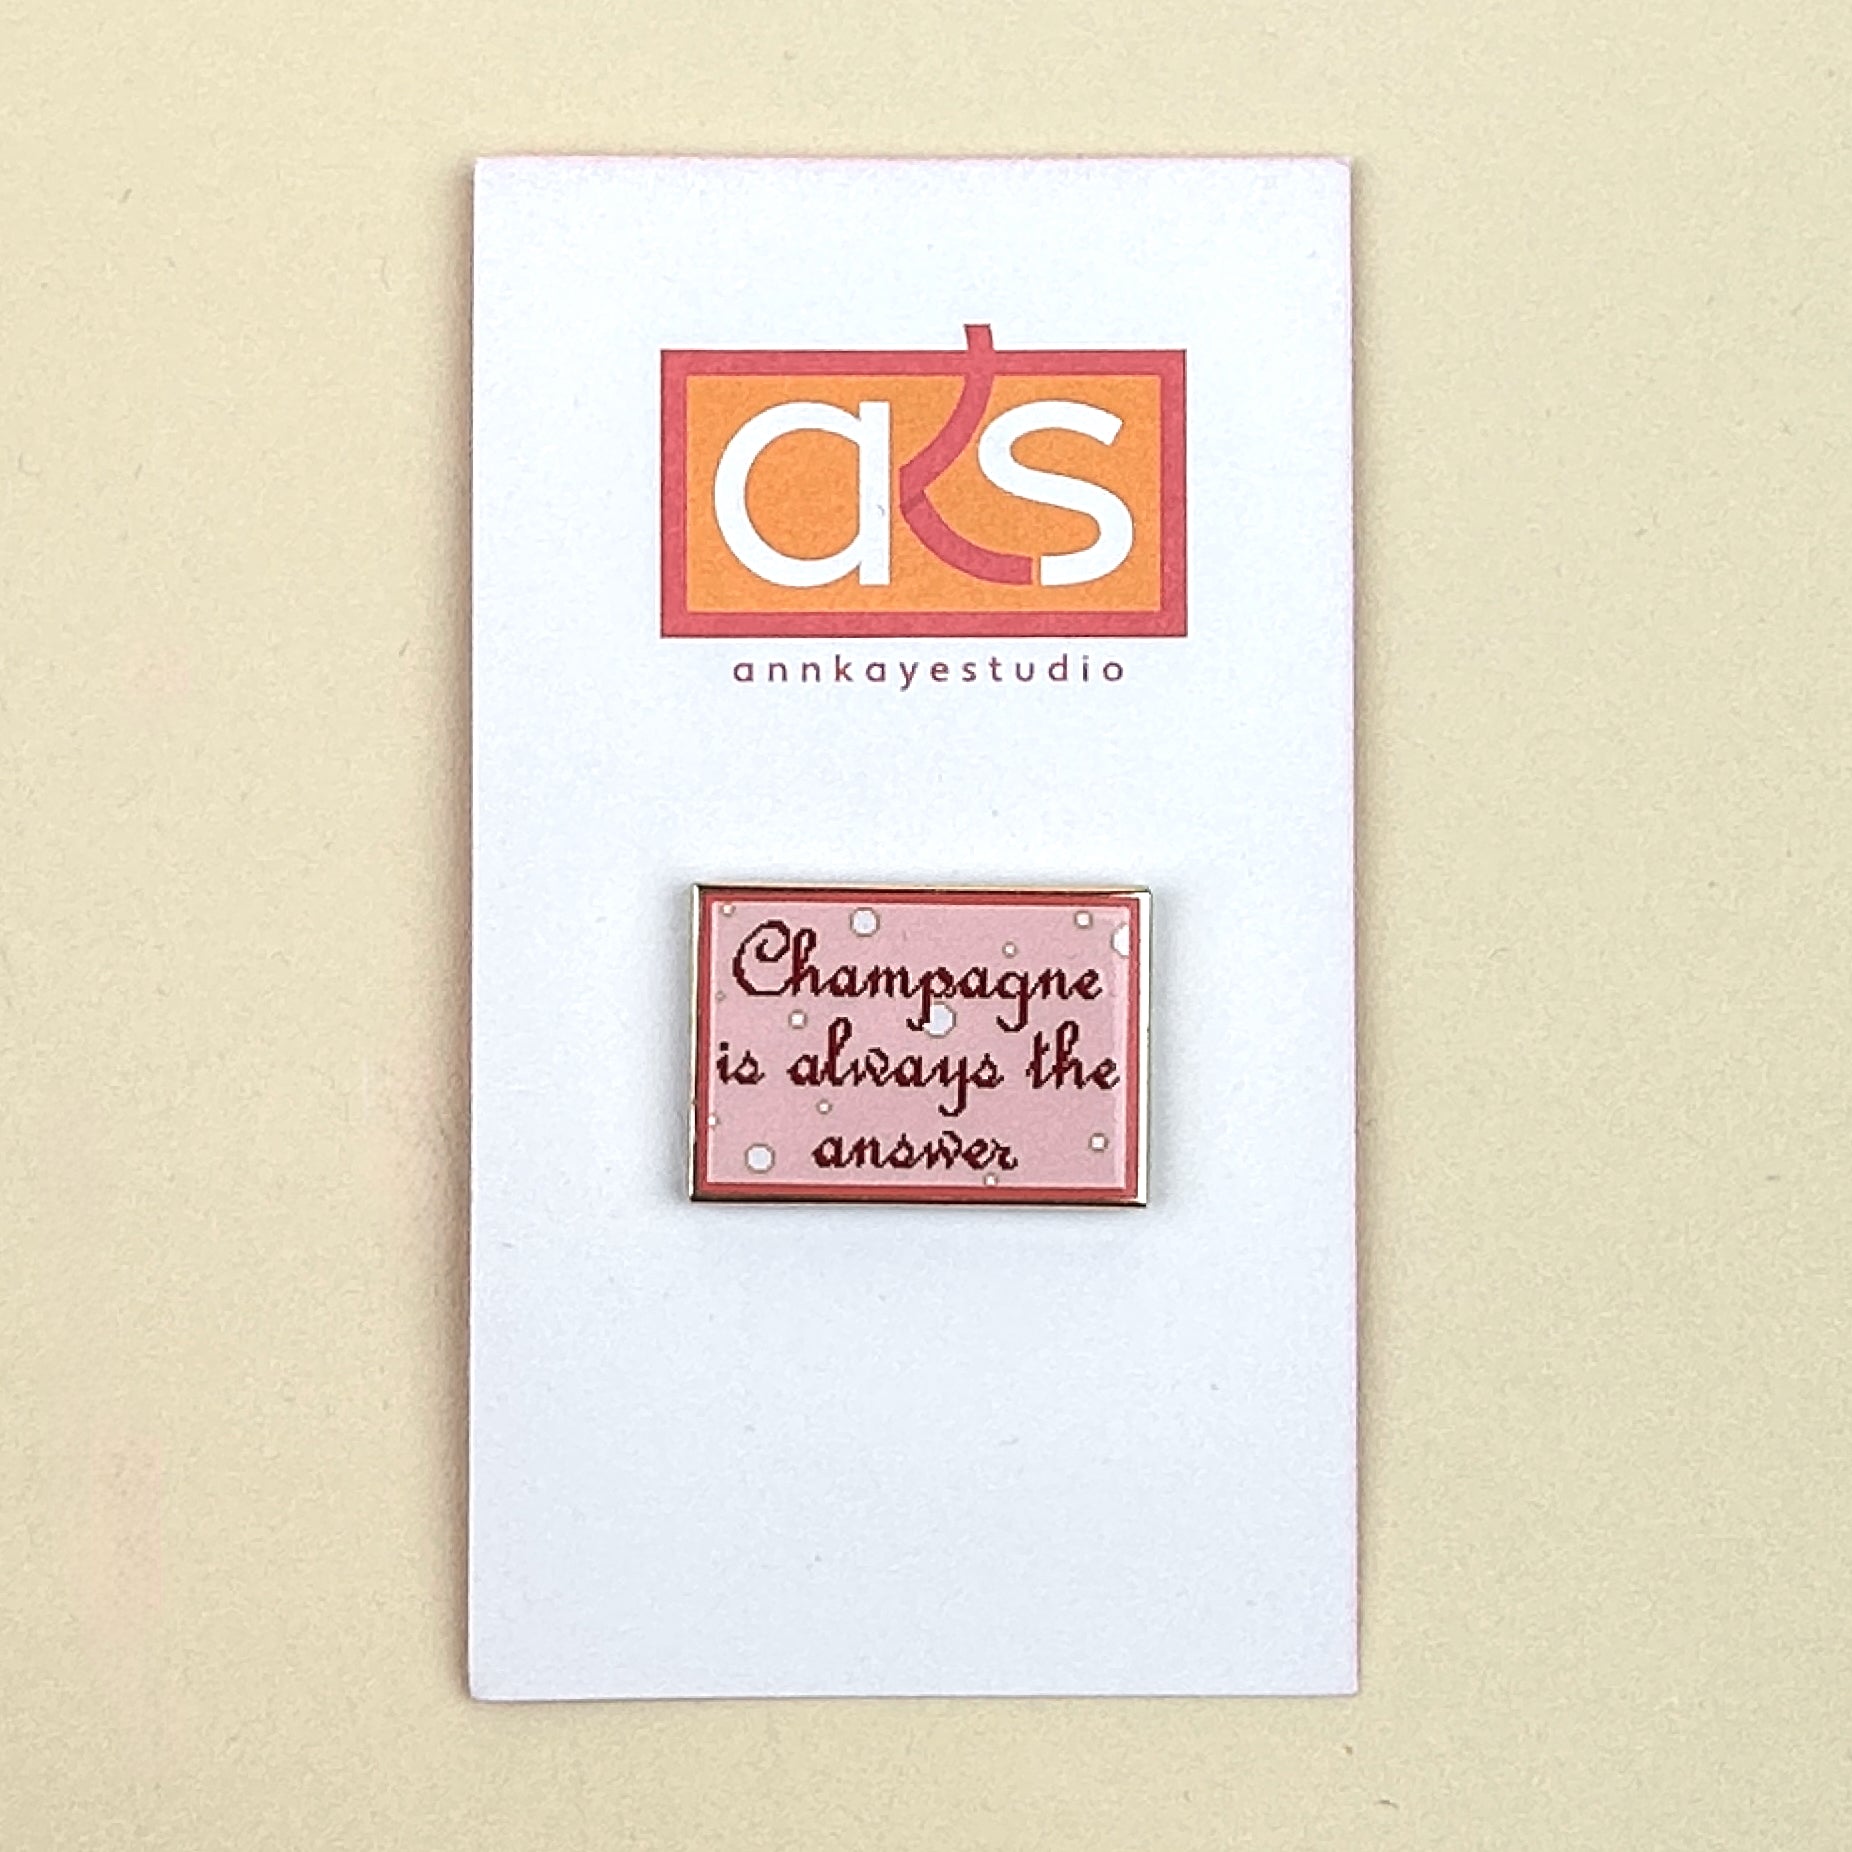 aks
annkayestudio
Champagne
is always the
answer